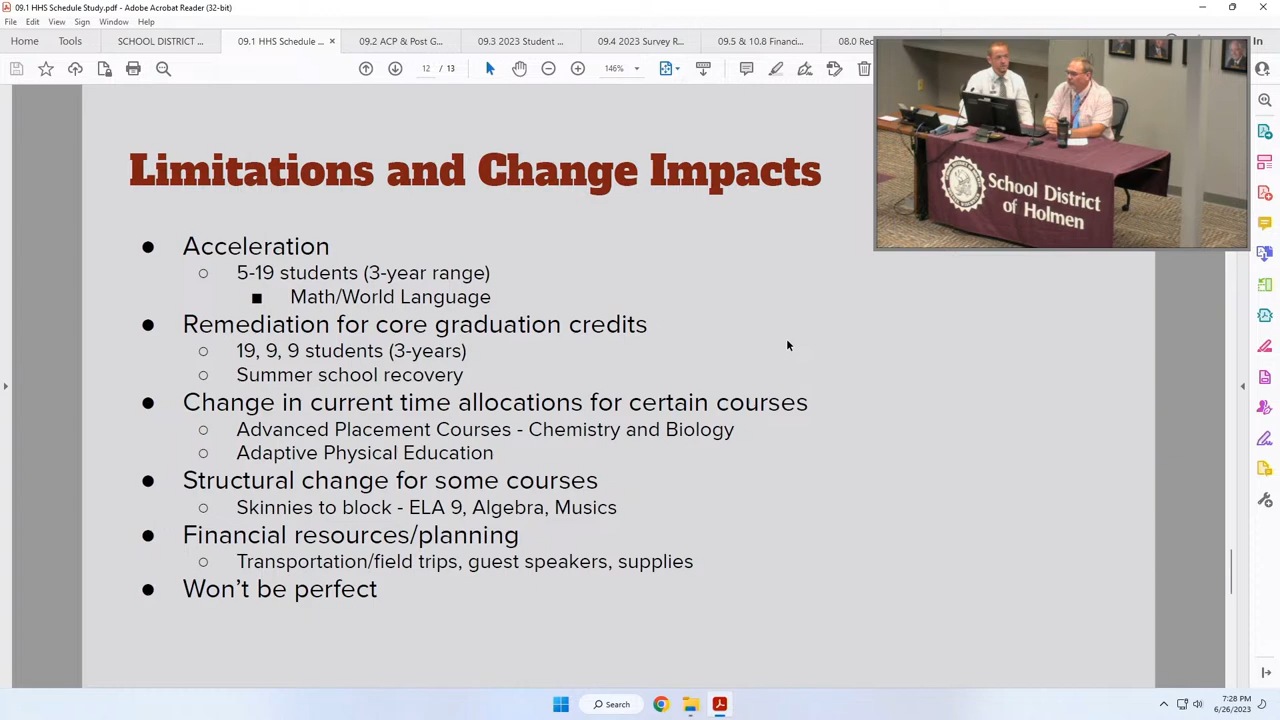 09.1 HHS Schedule Study.pdf - Adobe Acrobat Reader (32-bit)
File Edit View Sign Window Help
Home Tools SCHOOL DISTRICT ... 09.1 HHS Schedule ... × 09.2 ACP & Post G... 09.3 2023 Student ... 09.4 2023 Survey R... 09.5 & 10.8 Financi... 08.0 Rec
12 / 13 146%
Limitations and Change Impacts
● Acceleration
○ 5-19 students (3-year range)
■ Math/World Language
● Remediation for core graduation credits
○ 19, 9, 9 students (3-years)
○ Summer school recovery
● Change in current time allocations for certain courses
○ Advanced Placement Courses - Chemistry and Biology
○ Adaptive Physical Education
● Structural change for some courses
○ Skinnies to block - ELA 9, Algebra, Musics
● Financial resources/planning
○ Transportation/field trips, guest speakers, supplies
● Won't be perfect
School District
of Holmen
Search
7:28 PM
6/26/2023